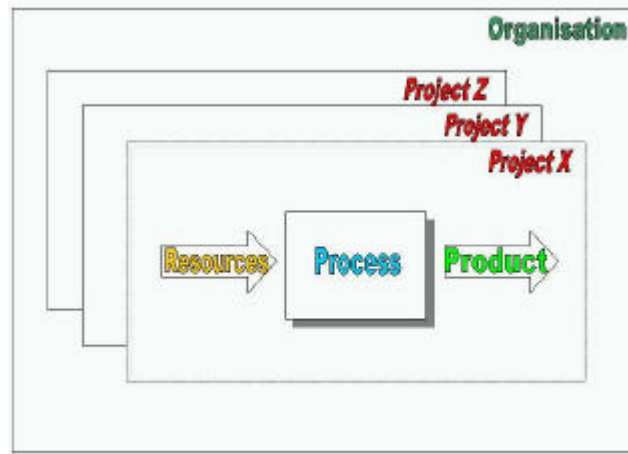 Organisation
Project Z
Project Y
Project X
Resources
Process
Product